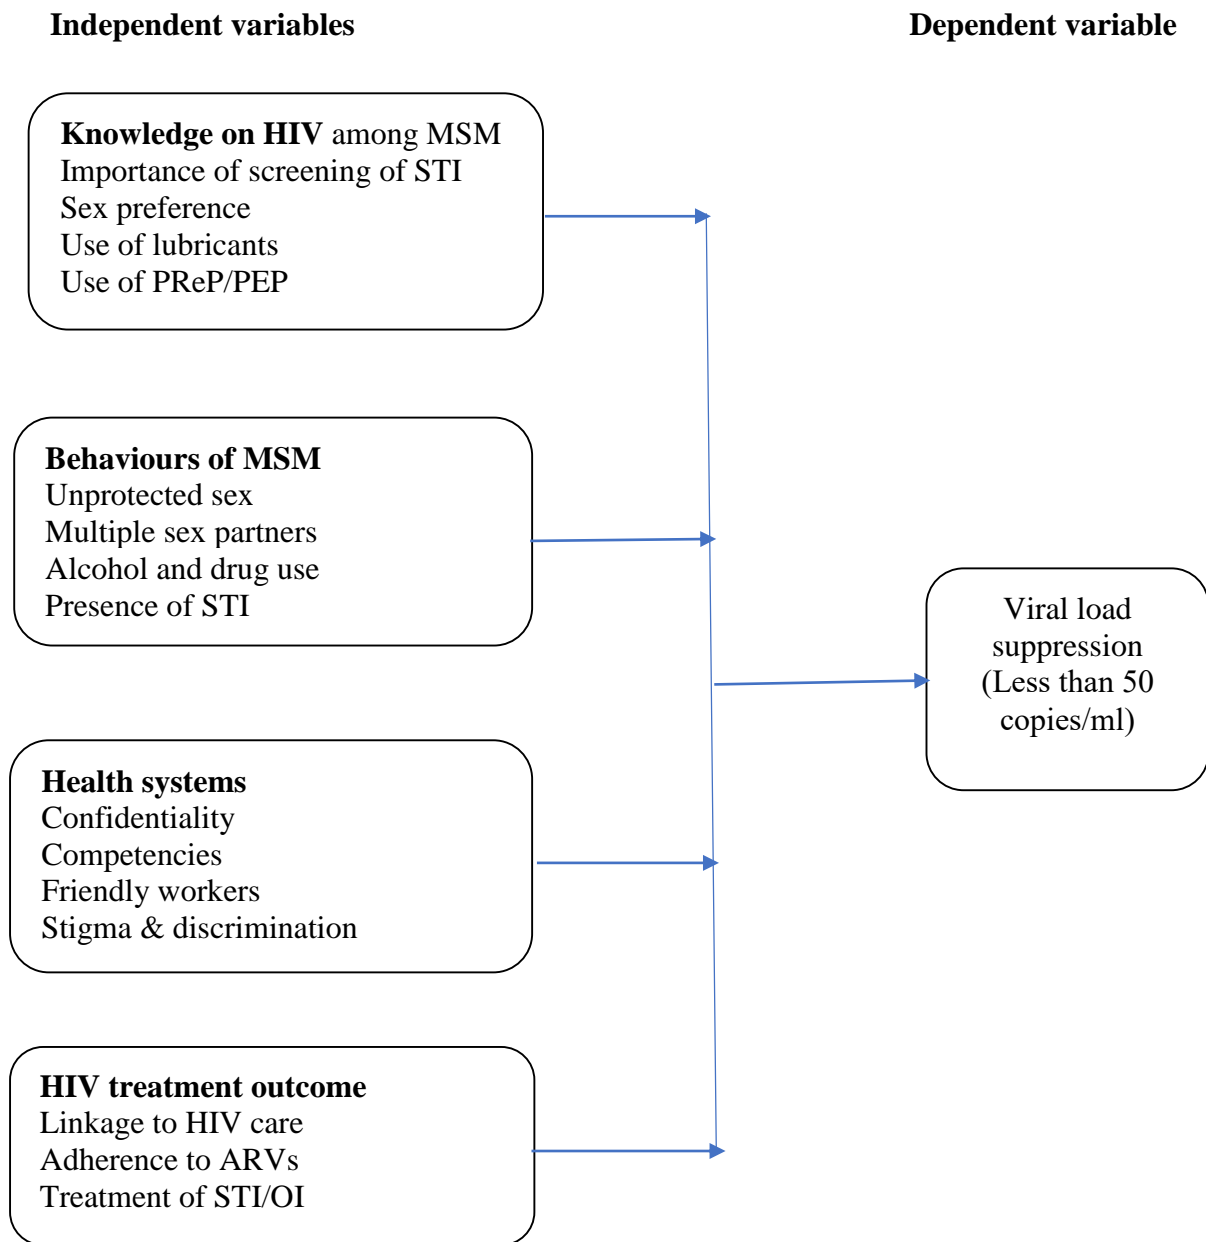 Independent variables
Dependent variable
Knowledge on HIV among MSM
Importance of screening of STI
Sex preference
Use of lubricants
Use of PReP/PEP
Behaviours of MSM
Unprotected sex
Multiple sex partners
Alcohol and drug use
Presence of STI
Health systems
Confidentiality
Competencies
Friendly workers
Stigma & discrimination
HIV treatment outcome
Linkage to HIV care
Adherence to ARVs
Treatment of STI/OI
Viral load
suppression
(Less than 50
copies/ml)